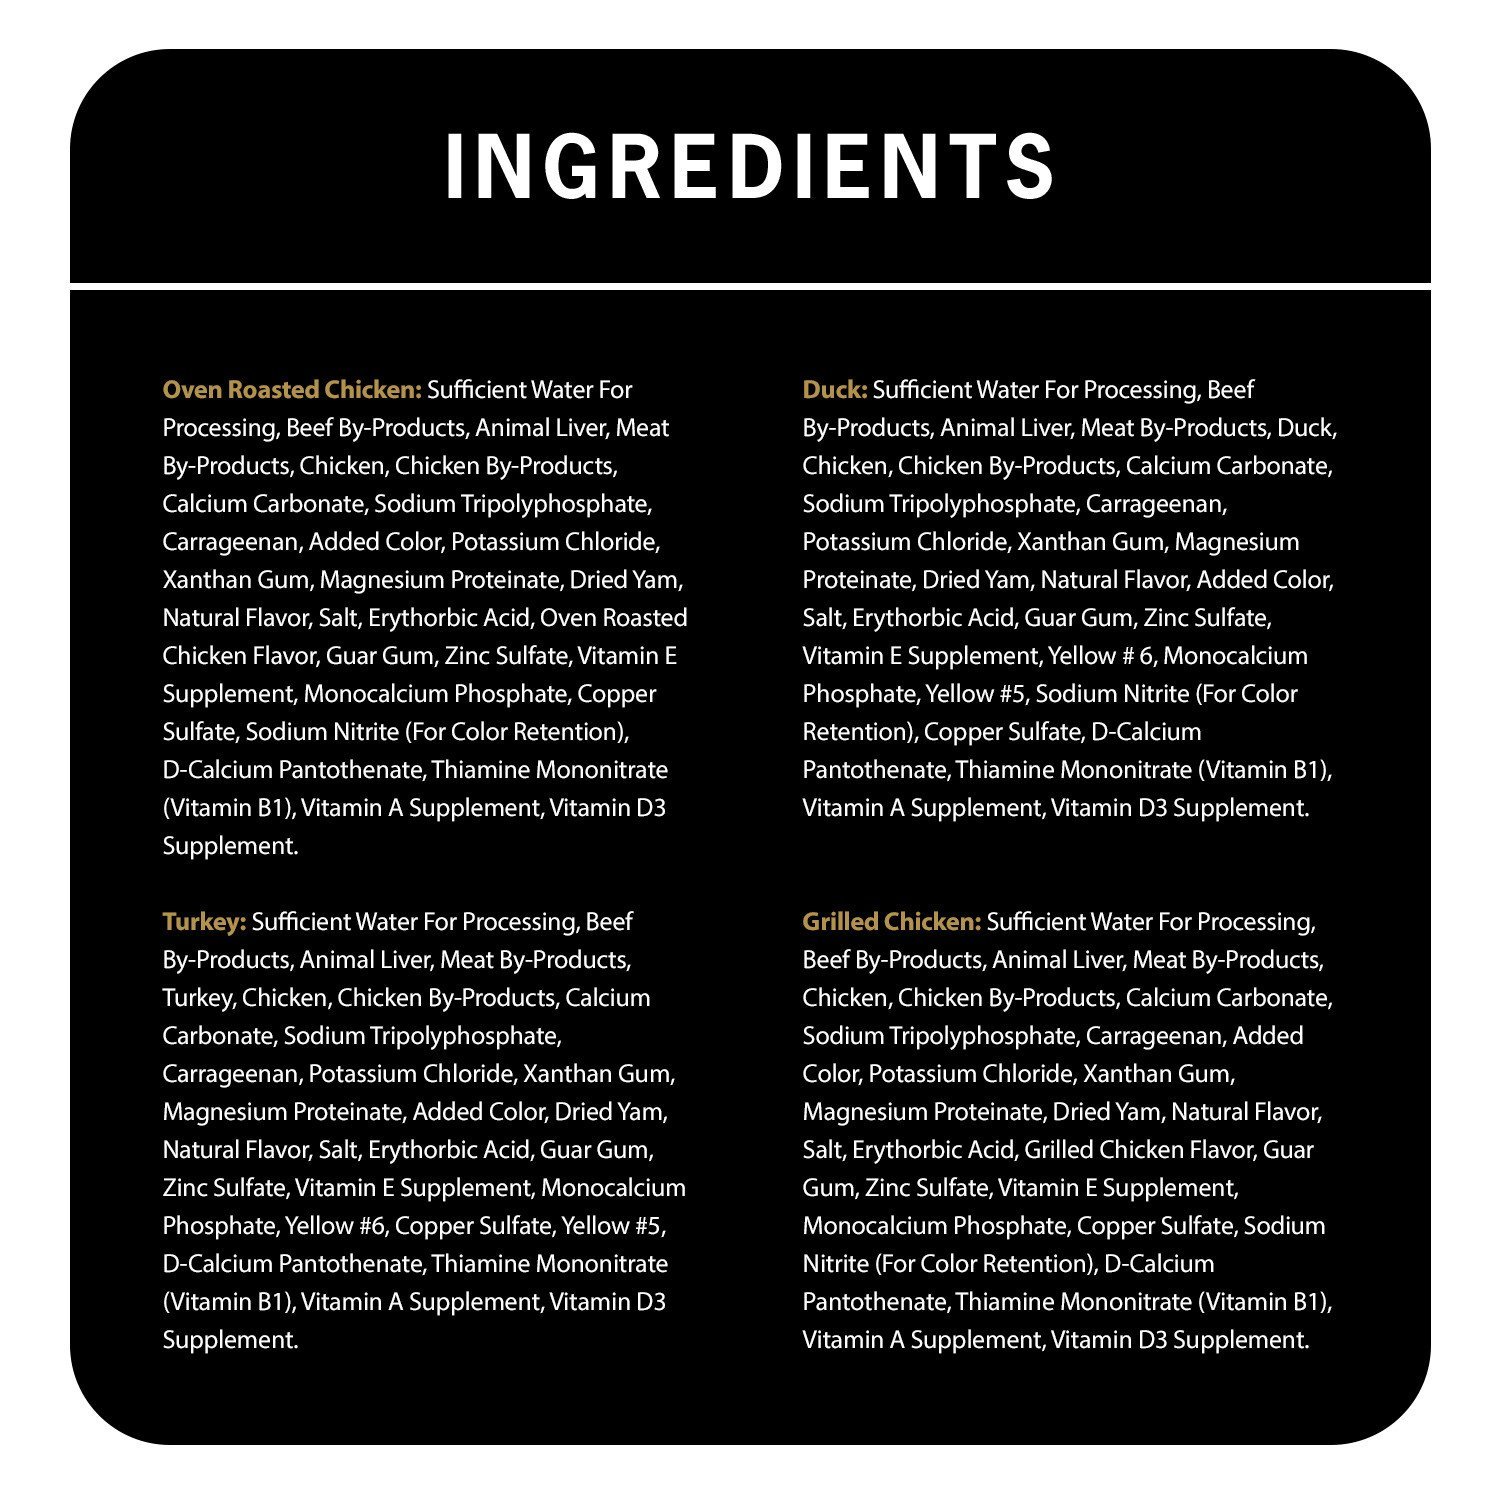 INGREDIENTS
Oven Roasted Chicken: Sufficient Water For
Processing, Beef By-Products, Animal Liver, Meat
By-Products, Chicken, Chicken By-Products,
Calcium Carbonate, Sodium Tripolyphosphate,
Carrageenan, Added Color, Potassium Chloride,
Xanthan Gum, Magnesium Proteinate, Dried Yam,
Natural Flavor, Salt, Erythorbic Acid, Oven Roasted
Chicken Flavor, Guar Gum, Zinc Sulfate, Vitamin E
Supplement, Monocalcium Phosphate, Copper
Sulfate, Sodium Nitrite (For Color Retention),
D-Calcium Pantothenate, Thiamine Mononitrate
(Vitamin B1), Vitamin A Supplement, Vitamin D3
Supplement.
Duck: Sufficient Water For Processing, Beef
By-Products, Animal Liver, Meat By-Products, Duck,
Chicken, Chicken By-Products, Calcium Carbonate,
Sodium Tripolyphosphate, Carrageenan,
Potassium Chloride, Xanthan Gum, Magnesium
Proteinate, Dried Yam, Natural Flavor, Added Color,
Salt, Erythorbic Acid, Guar Gum, Zinc Sulfate,
Vitamin E Supplement, Yellow # 6, Monocalcium
Phosphate, Yellow #5, Sodium Nitrite (For Color
Retention), Copper Sulfate, D-Calcium
Pantothenate, Thiamine Mononitrate (Vitamin B1),
Vitamin A Supplement, Vitamin D3 Supplement.
Turkey: Sufficient Water For Processing, Beef
By-Products, Animal Liver, Meat By-Products,
Turkey, Chicken, Chicken By-Products, Calcium
Carbonate, Sodium Tripolyphosphate,
Carrageenan, Potassium Chloride, Xanthan Gum,
Magnesium Proteinate, Added Color, Dried Yam,
Natural Flavor, Salt, Erythorbic Acid, Guar Gum,
Zinc Sulfate, Vitamin E Supplement, Monocalcium
Phosphate, Yellow #6, Copper Sulfate, Yellow #5,
D-Calcium Pantothenate, Thiamine Mononitrate
(Vitamin B1), Vitamin A Supplement, Vitamin D3
Supplement.
Grilled Chicken: Sufficient Water For Processing,
Beef By-Products, Animal Liver, Meat By-Products,
Chicken, Chicken By-Products, Calcium Carbonate,
Sodium Tripolyphosphate, Carrageenan, Added
Color, Potassium Chloride, Xanthan Gum,
Magnesium Proteinate, Dried Yam, Natural Flavor,
Salt, Erythorbic Acid, Grilled Chicken Flavor, Guar
Gum, Zinc Sulfate, Vitamin E Supplement,
Monocalcium Phosphate, Copper Sulfate, Sodium
Nitrite (For Color Retention), D-Calcium
Pantothenate, Thiamine Mononitrate (Vitamin B1),
Vitamin A Supplement, Vitamin D3 Supplement.